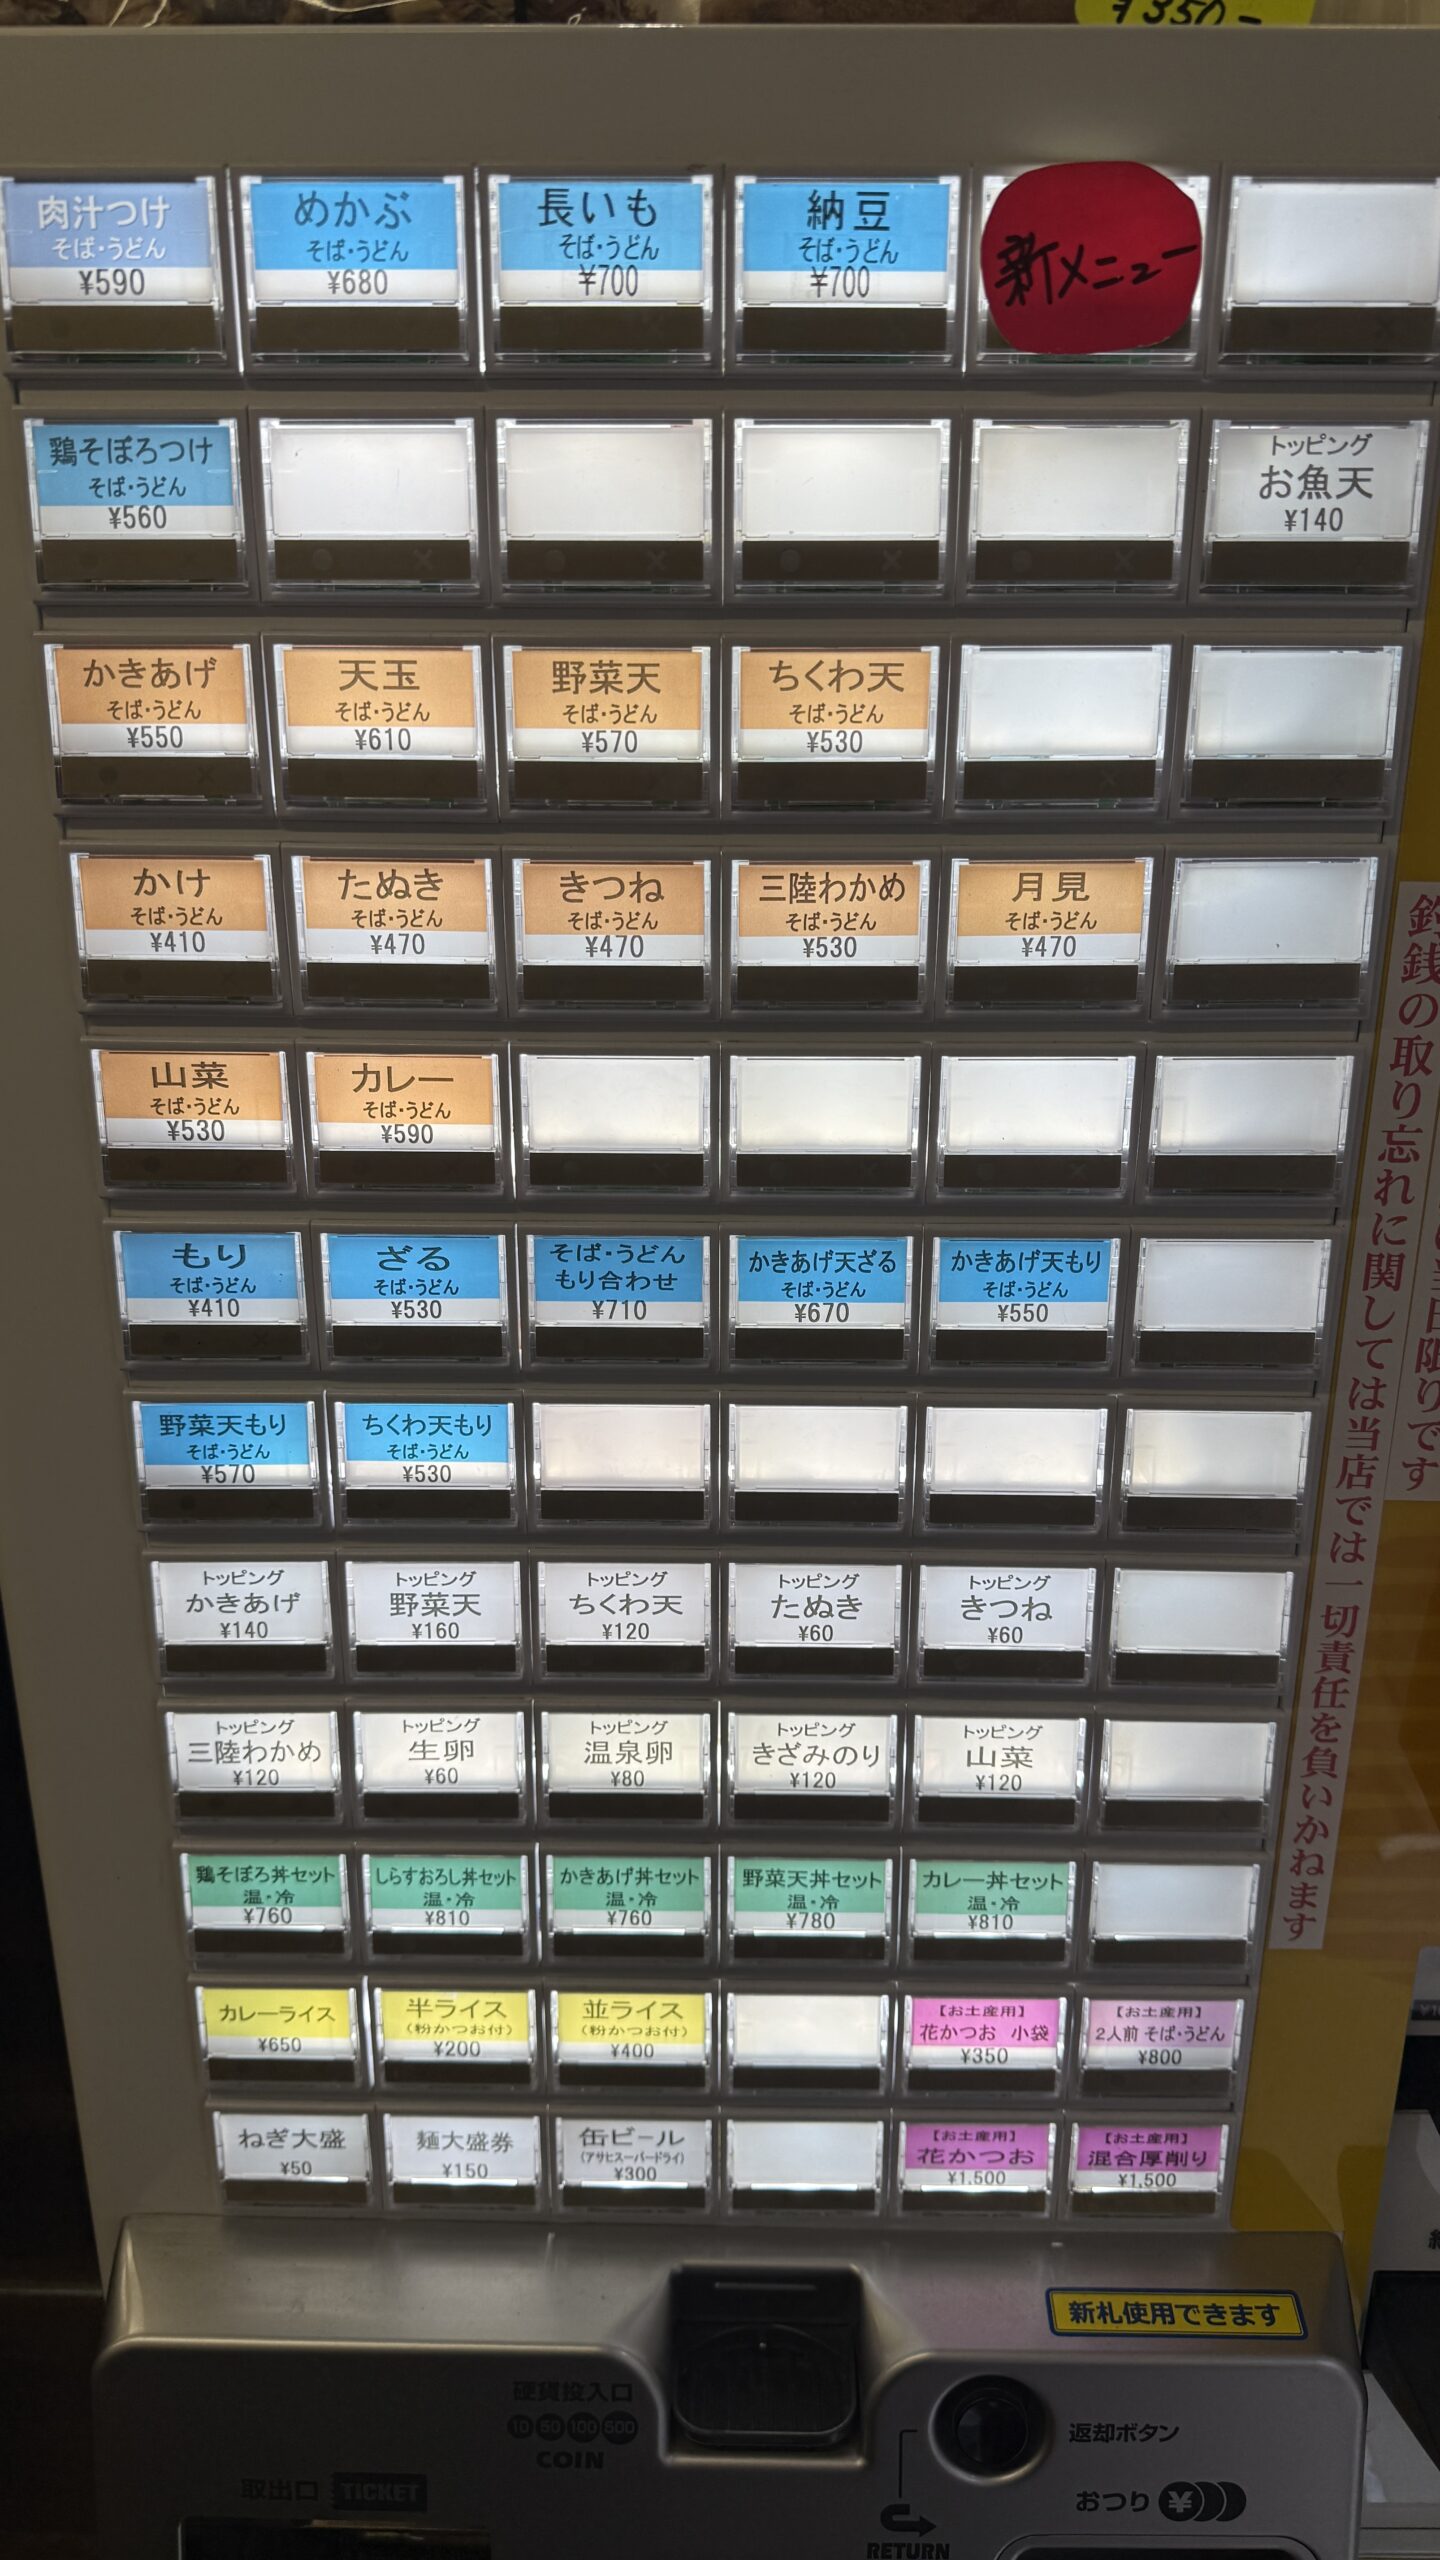 ¥350-
肉汁つけ
そば・うどん
¥590
めかぶ
そば・うどん
¥680
長いも
そば・うどん
¥700
納豆
そば・うどん
¥700
新メニュー
鶏そぼろつけ
そば・うどん
¥560
トッピング
お魚天
¥140
かきあげ
そば・うどん
¥550
天玉
そば・うどん
¥610
野菜天
そば・うどん
¥570
ちくわ天
そば・うどん
¥530
かけ
そば・うどん
¥410
たぬき
そば・うどん
¥470
きつね
そば・うどん
¥470
三陸わかめ
そば・うどん
¥530
月見
そば・うどん
¥470
山菜
そば・うどん
¥530
カレー
そば・うどん
¥590
もり
そば・うどん
¥410
ざる
そば・うどん
¥530
そば・うどん
もり合わせ
¥710
かきあげ天ざる
そば・うどん
¥670
かきあげ天もり
そば・うどん
¥550
野菜天もり
そば・うどん
¥570
ちくわ天もり
そば・うどん
¥530
トッピング
かきあげ
¥140
トッピング
野菜天
¥160
トッピング
ちくわ天
¥120
トッピング
たぬき
¥60
トッピング
きつね
¥60
トッピング
三陸わかめ
¥120
トッピング
生卵
¥60
トッピング
温泉卵
¥80
トッピング
きざみのり
¥120
トッピング
山菜
¥120
鶏そぼろ丼セット
温・冷
¥760
しらすおろし丼セット
温・冷
¥810
かきあげ丼セット
温・冷
¥760
野菜天丼セット
温・冷
¥780
カレー丼セット
温・冷
¥810
カレーライス
¥650
半ライス
(粉かつお付)
¥200
並ライス
(粉かつお付)
¥400
【お土産用】
花かつお 小袋
¥350
【お土産用】
2人前 そば・うどん
¥800
ねぎ大盛
¥50
麺大盛券
¥150
缶ビール
(アサヒスーパードライ)
¥300
【お土産用】
花かつお
¥1,500
【お土産用】
混合厚削り
¥1,500
当日限りです
釣銭の取り忘れに関しては当店では一切責任を負いかねます
新札使用できます
硬貨投入口
10 50 100 500
COIN
取出口 TICKET
返却ボタン
おつり ¥
RETURN